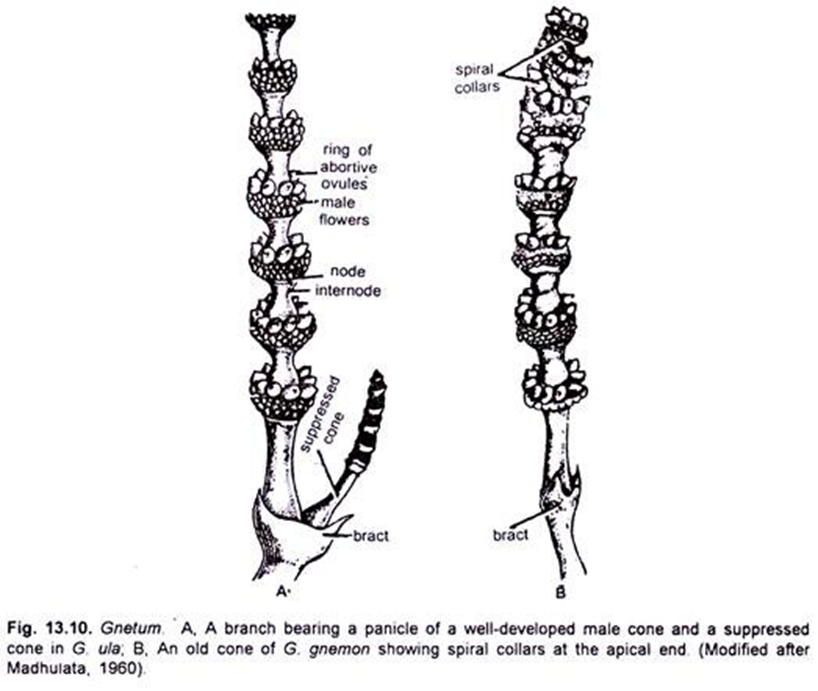 spiral
collars
ring of
abortive
ovules
male
flowers
node
internode
suppressed
cone
bract
bract
A
B
Fig. 13.10. Gnetum. A, A branch bearing a panicle of a well-developed male cone and a suppressed
cone in G. ula; B, An old cone of G. gnemon showing spiral collars at the apical end. (Modified after
Madhulata, 1960).